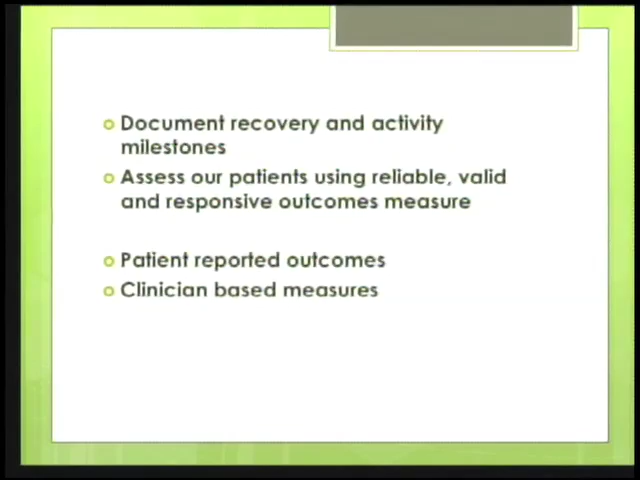 Document recovery and activity
milestones
Assess our patients using reliable, valid
and responsive outcomes measure
Patient reported outcomes
Clinician based measures